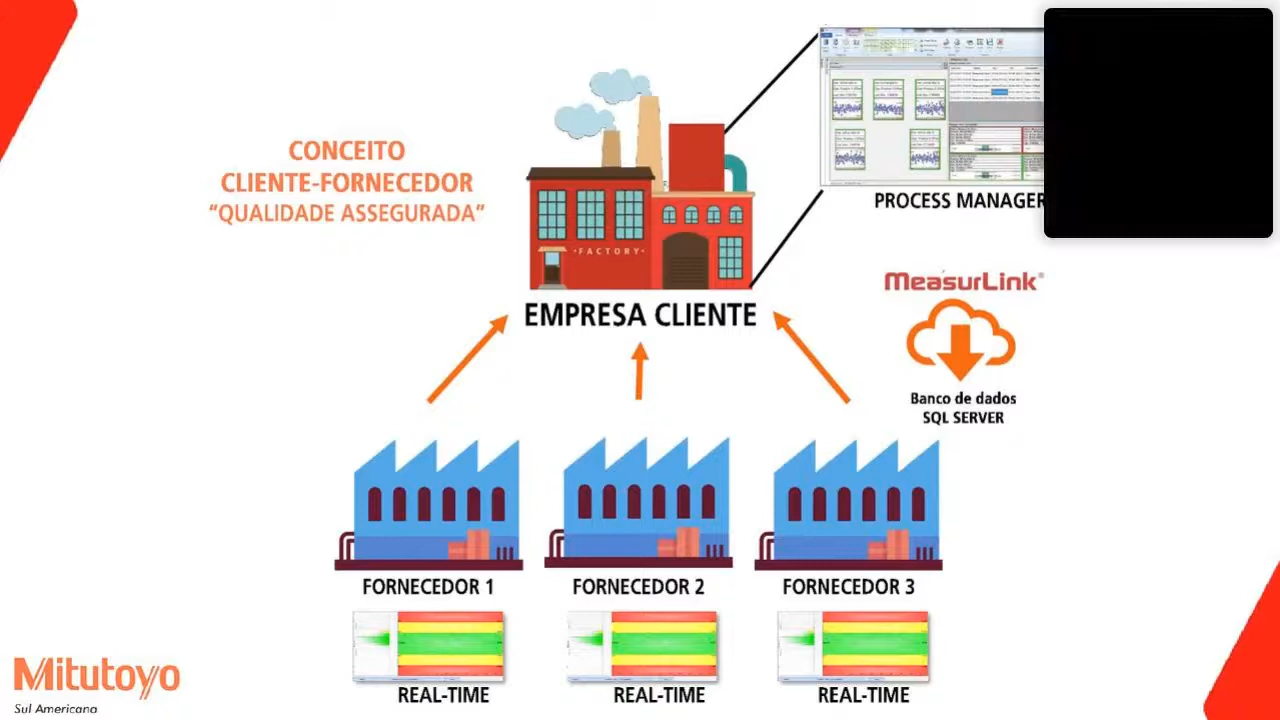 CONCEITO
CLIENTE-FORNECEDOR
“QUALIDADE ASSEGURADA”
FACTORY
PROCESS MANAGER
EMPRESA CLIENTE
MeasurLink®
Banco de dados
SQL SERVER
FORNECEDOR 1
FORNECEDOR 2
FORNECEDOR 3
REAL-TIME
REAL-TIME
REAL-TIME
Mitutoyo
Sul Americana